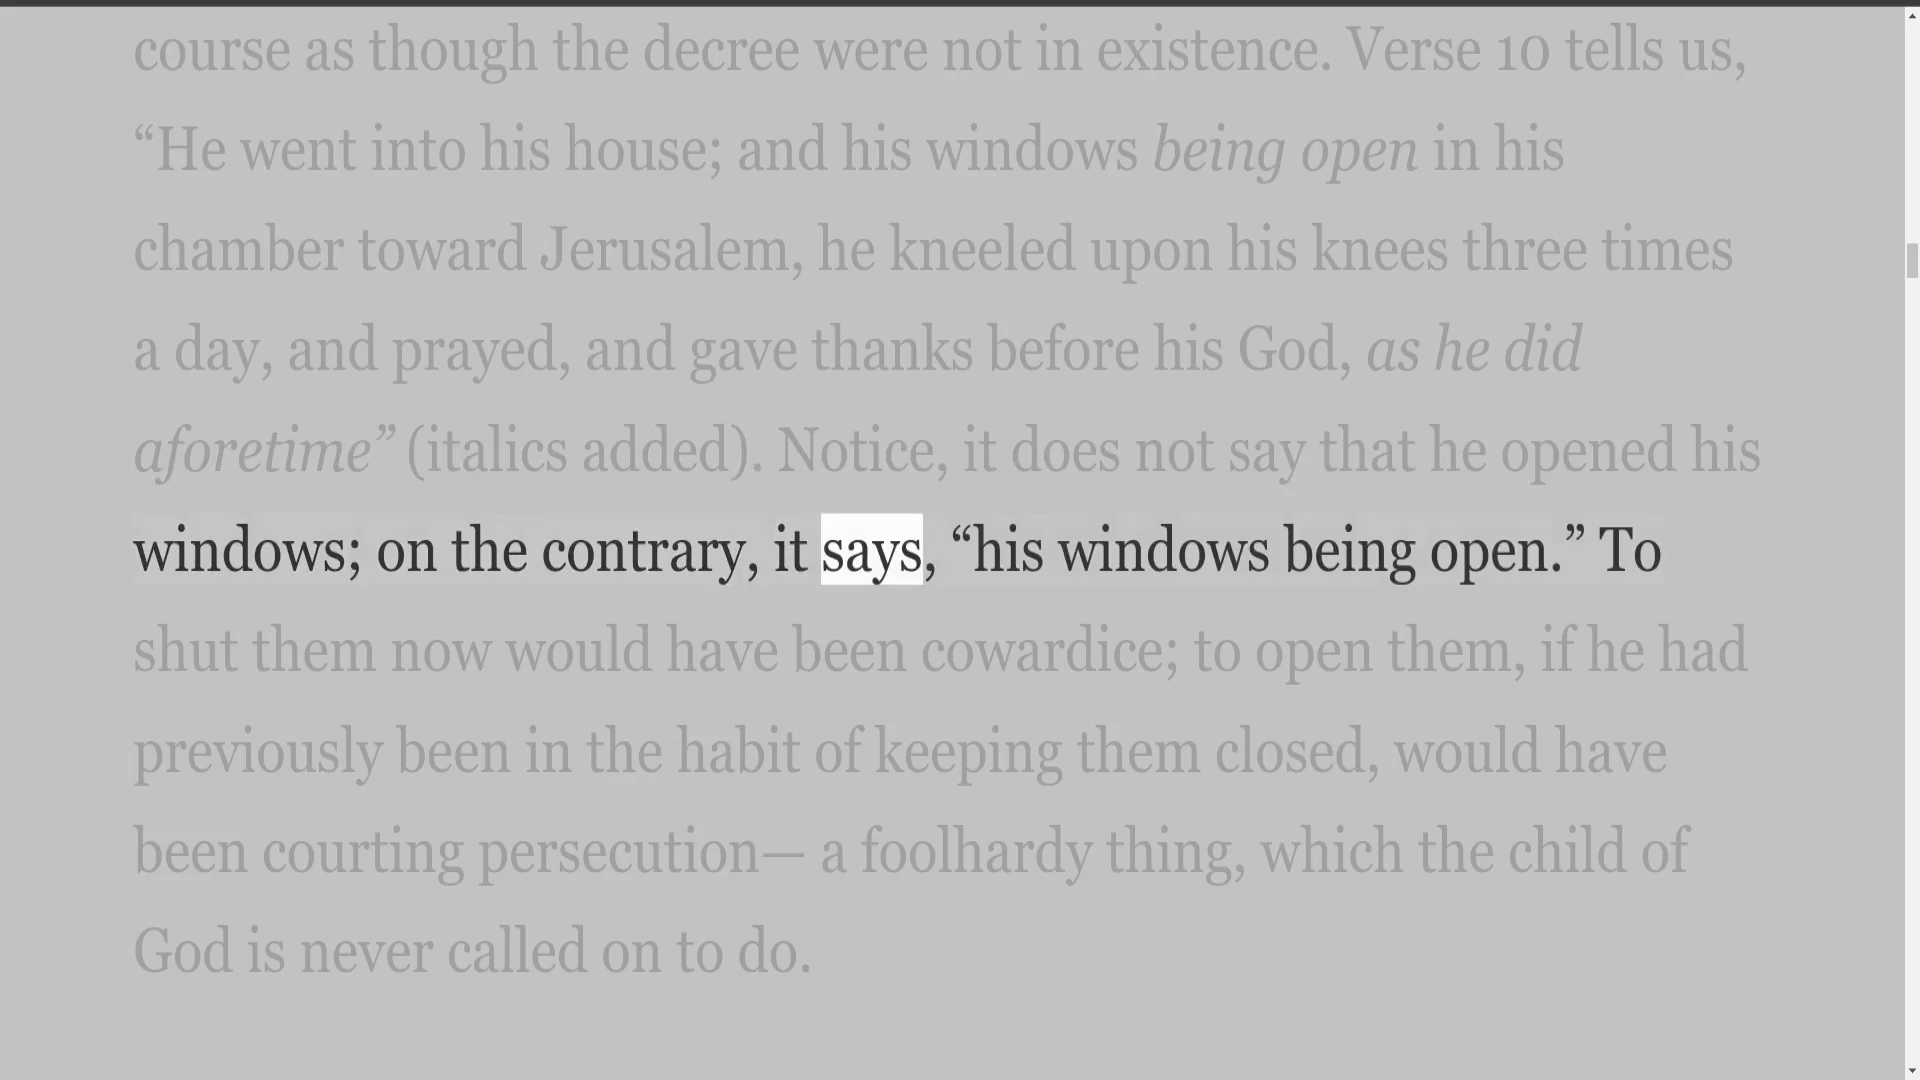 course as though the decree were not in existence. Verse 10 tells us,
“He went into his house; and his windows being open in his
chamber toward Jerusalem, he kneeled upon his knees three times
a day, and prayed, and gave thanks before his God, as he did
aforetime” (italics added). Notice, it does not say that he opened his
windows; on the contrary, it says, “his windows being open.” To
shut them now would have been cowardice; to open them, if he had
previously been in the habit of keeping them closed, would have
been courting persecution— a foolhardy thing, which the child of
God is never called on to do.